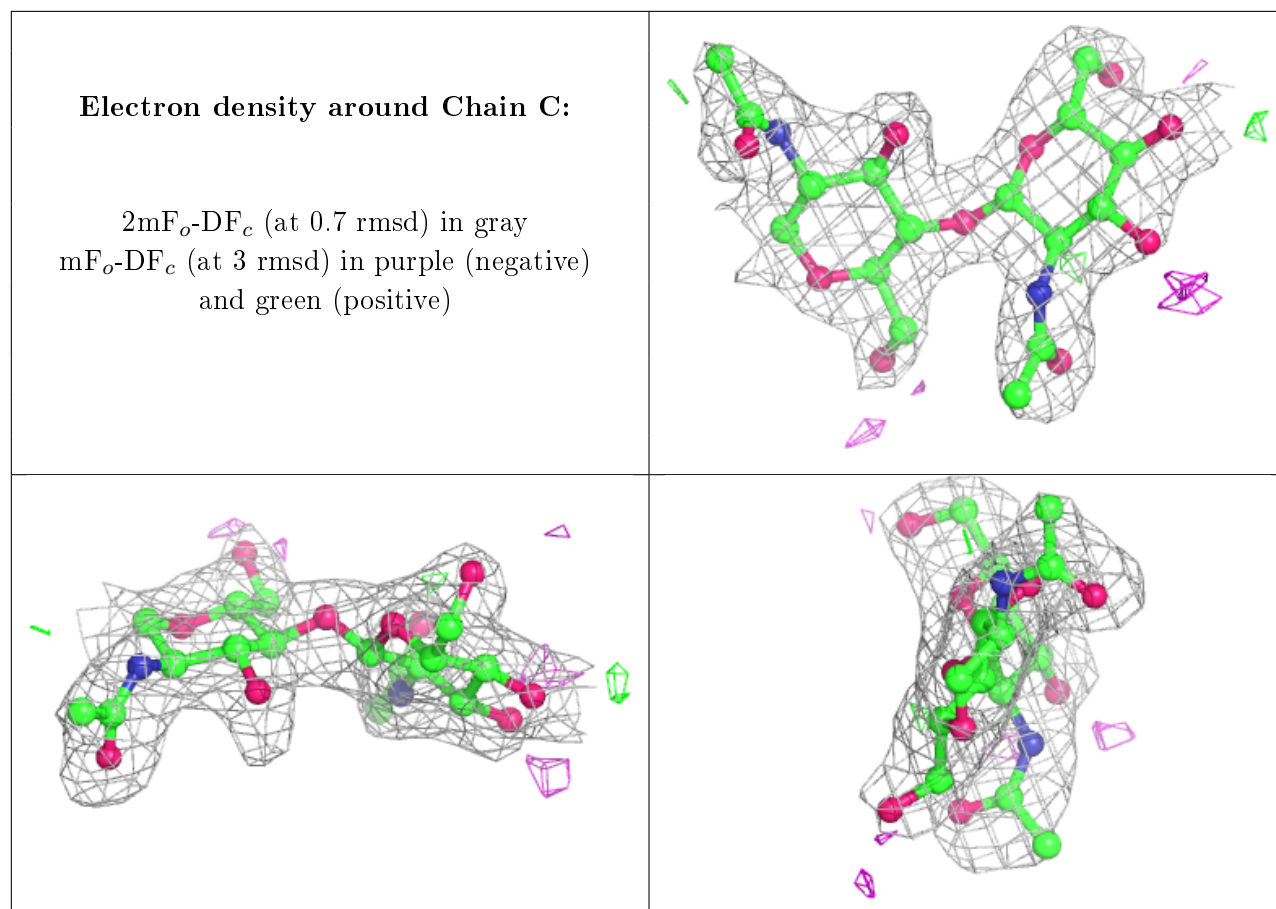 Electron density around Chain C:
2mFo-DFc (at 0.7 rmsd) in gray
mFo-DFc (at 3 rmsd) in purple (negative)
and green (positive)